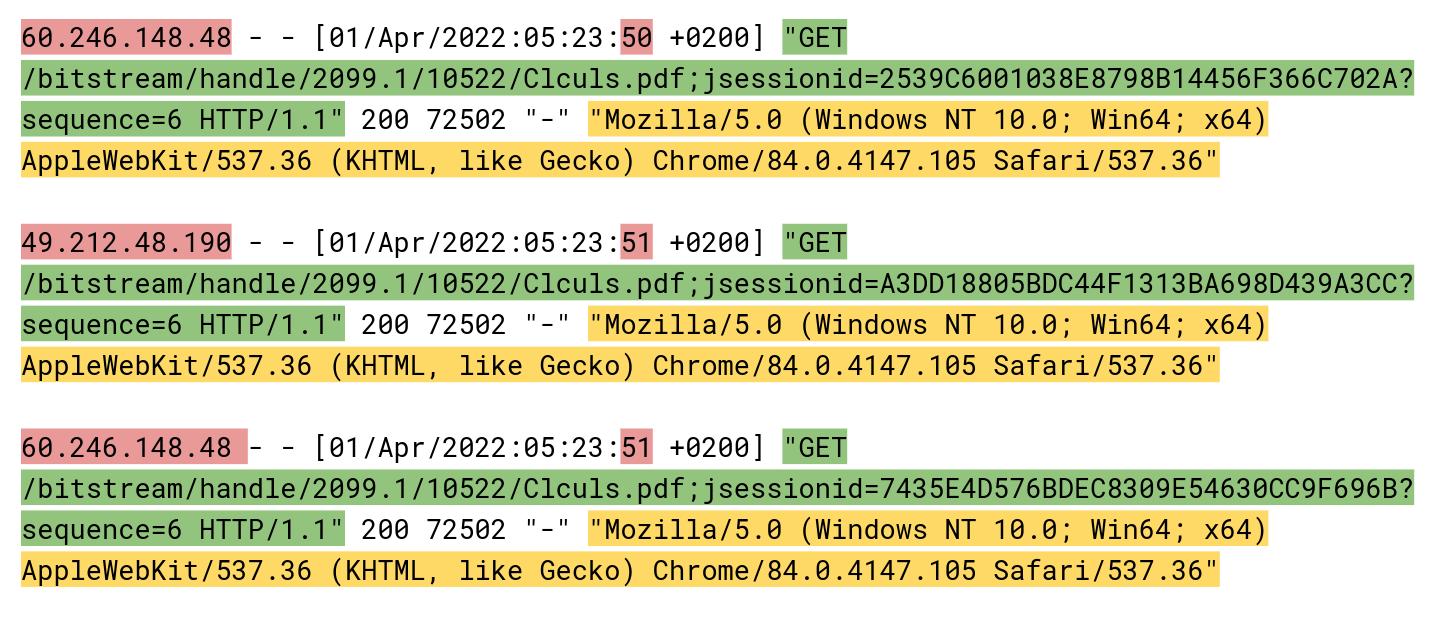 60.246.148.48 - - [01/Apr/2022:05:23:50 +0200] "GET
/bitstream/handle/2099.1/10522/Clculs.pdf;jsessionid=2539C6001038E8798B14456F366C702A?
sequence=6 HTTP/1.1" 200 72502 "-" "Mozilla/5.0 (Windows NT 10.0; Win64; x64)
AppleWebKit/537.36 (KHTML, like Gecko) Chrome/84.0.4147.105 Safari/537.36"
49.212.48.190 - - [01/Apr/2022:05:23:51 +0200] "GET
/bitstream/handle/2099.1/10522/Clculs.pdf;jsessionid=A3DD18805BDC44F1313BA698D439A3CC?
sequence=6 HTTP/1.1" 200 72502 "-" "Mozilla/5.0 (Windows NT 10.0; Win64; x64)
AppleWebKit/537.36 (KHTML, like Gecko) Chrome/84.0.4147.105 Safari/537.36"
60.246.148.48 - - [01/Apr/2022:05:23:51 +0200] "GET
/bitstream/handle/2099.1/10522/Clculs.pdf;jsessionid=7435E4D576BDEC8309E54630CC9F696B?
sequence=6 HTTP/1.1" 200 72502 "-" "Mozilla/5.0 (Windows NT 10.0; Win64; x64)
AppleWebKit/537.36 (KHTML, like Gecko) Chrome/84.0.4147.105 Safari/537.36"